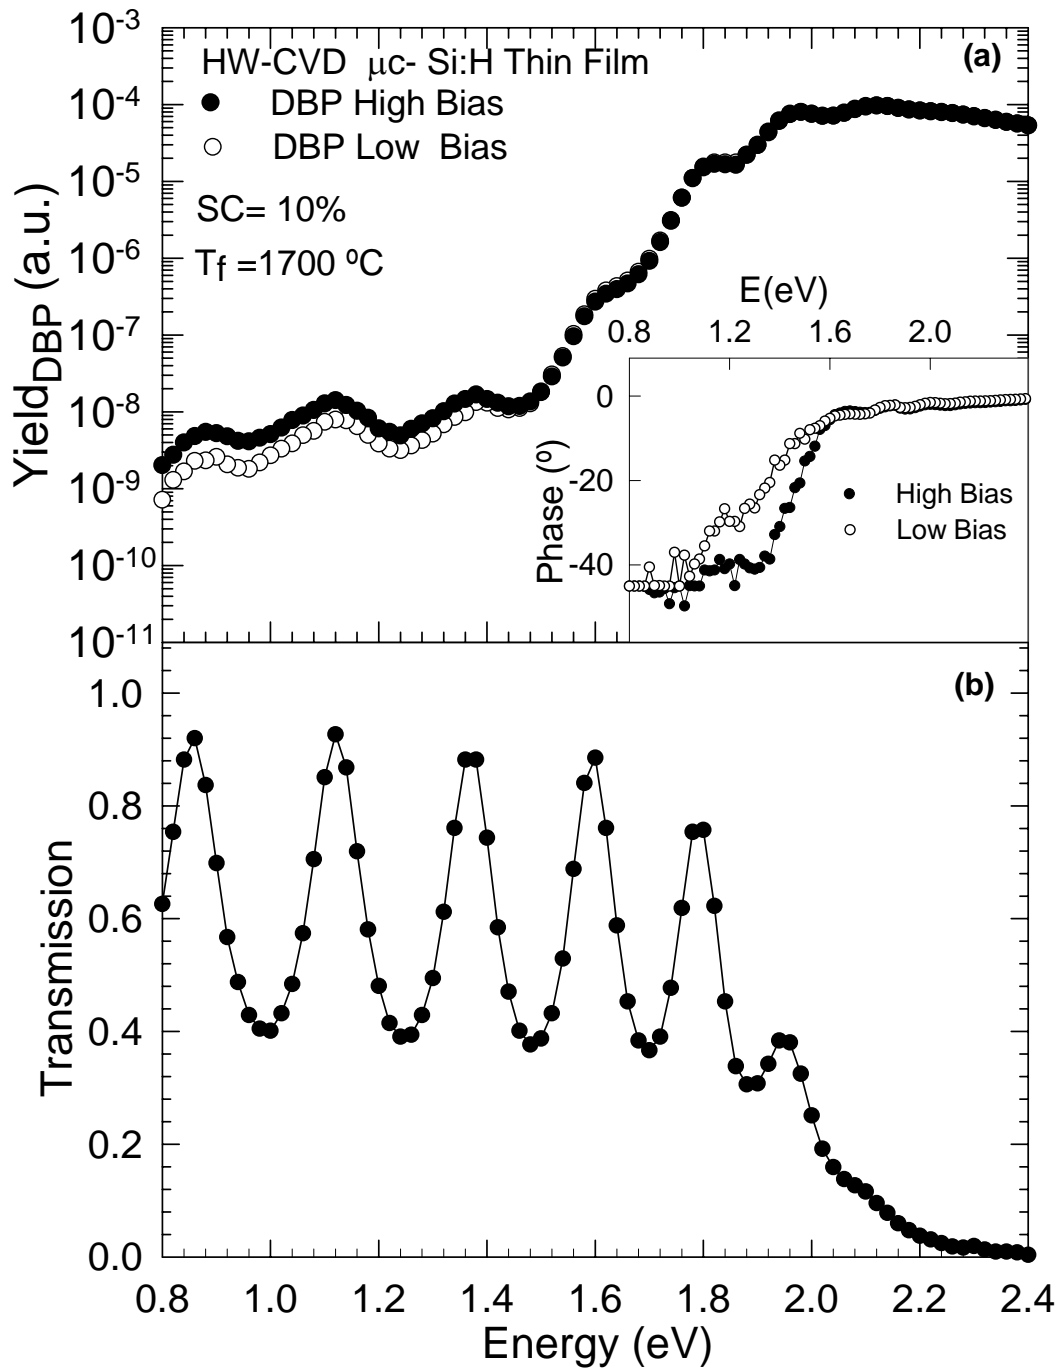 10-3
(a)
HW-CVD μc- Si:H Thin Film
DBP High Bias
10-4
DBP Low Bias
10-5
SC= 10%
Tf =1700 ºC
10-6
YieldDBP (a.u.)
E(eV)
0.8 1.2 1.6 2.0
10-7
10-8
0
-20
Phase (º)
High Bias
Low Bias
10-9
-40
10-10
10-11
(b)
1.0
0.8
Transmission
0.6
0.4
0.2
0.0
0.8 1.0 1.2 1.4 1.6 1.8 2.0 2.2 2.4
Energy (eV)